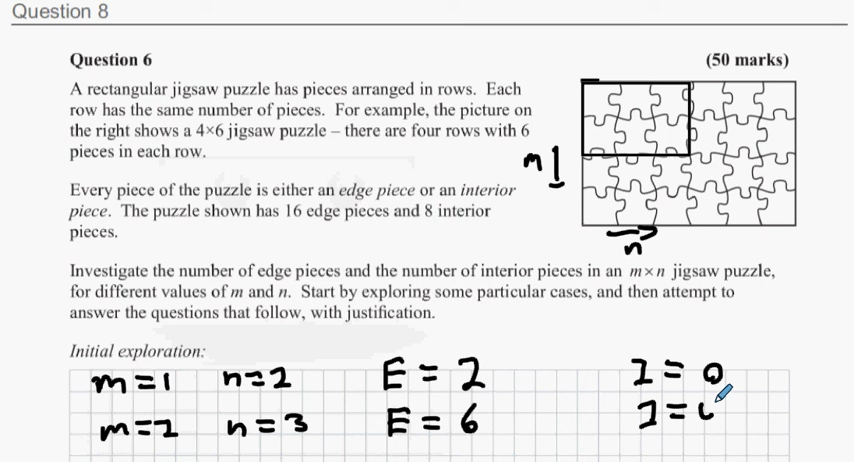 Question 8
Question 6 (50 marks)
A rectangular jigsaw puzzle has pieces arranged in rows. Each
row has the same number of pieces. For example, the picture on
the right shows a 4×6 jigsaw puzzle – there are four rows with 6
pieces in each row.
m
Every piece of the puzzle is either an edge piece or an interior
piece. The puzzle shown has 16 edge pieces and 8 interior
pieces.
n
Investigate the number of edge pieces and the number of interior pieces in an m×n jigsaw puzzle,
for different values of m and n. Start by exploring some particular cases, and then attempt to
answer the questions that follow, with justification.
Initial exploration:
m=1 n=2 E = 2 I = 0
n=3 E = 6 I =